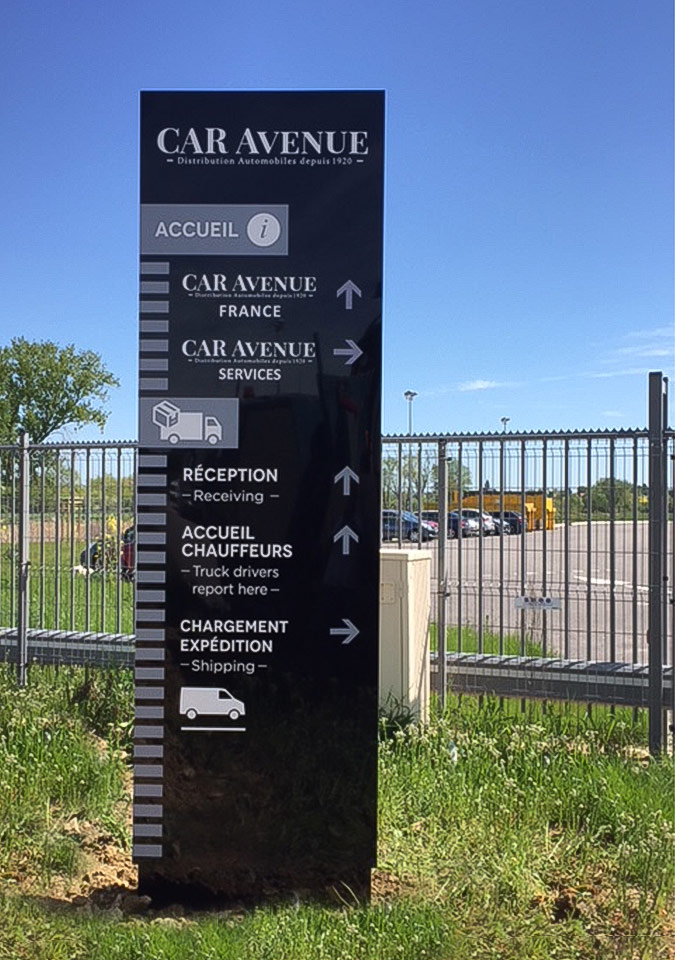 CAR AVENUE
- Distribution Automobiles depuis 1920 -
ACCUEIL i
CAR AVENUE
- Distribution Automobiles depuis 1920 -
FRANCE
CAR AVENUE
- Distribution Automobiles depuis 1920 -
SERVICES
RÉCEPTION
– Receiving –
ACCUEIL
CHAUFFEURS
– Truck drivers
report here –
CHARGEMENT
EXPÉDITION
– Shipping –